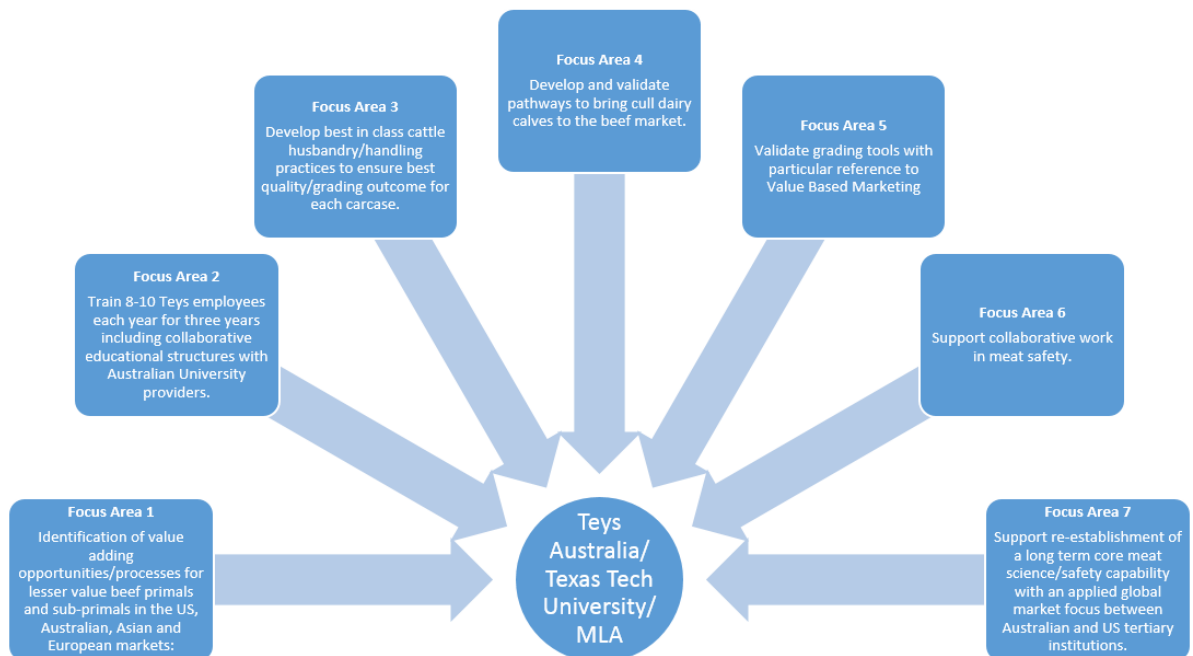 Focus Area 1
Identification of value
adding
opportunities/processes for
lesser value beef primals
and sub-primals in the US,
Australian, Asian and
European markets:
Focus Area 2
Train 8-10 Teys employees
each year for three years
including collaborative
educational structures with
Australian University
providers.
Focus Area 3
Develop best in class cattle
husbandry/handling
practices to ensure best
quality/grading outcome for
each carcase.
Focus Area 4
Develop and validate
pathways to bring cull dairy
calves to the beef market.
Focus Area 5
Validate grading tools with
particular reference to
Value Based Marketing
Focus Area 6
Support collaborative work
in meat safety.
Focus Area 7
Support re-establishment of
a long term core meat
science/safety capability
with an applied global
market focus between
Australian and US tertiary
institutions.
Teys
Australia/
Texas Tech
University/
MLA